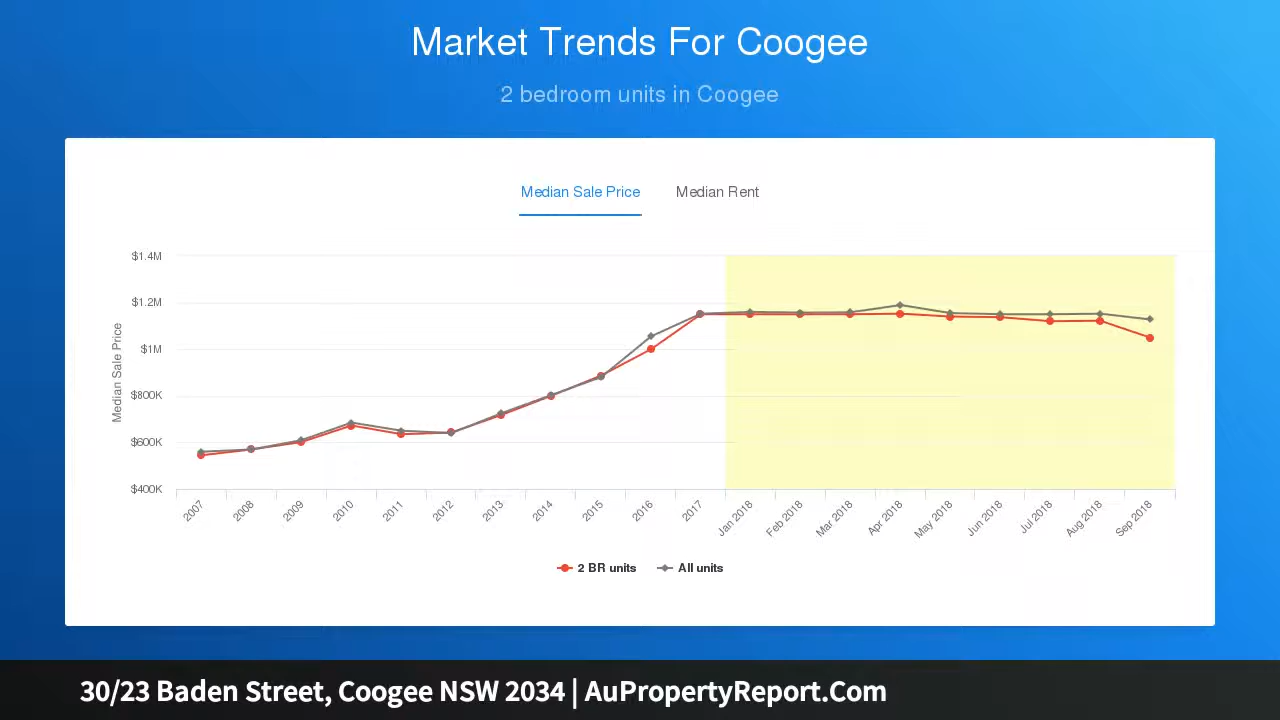 Market Trends For Coogee
2 bedroom units in Coogee
Median Sale Price Median Rent
$1.4M
$1.2M
$1M
$800K
$600K
$400K
Median Sale Price
2007 2008 2009 2010 2011 2012 2013 2014 2015 2016 2017 Jan 2018 Feb 2018 Mar 2018 Apr 2018 May 2018 Jun 2018 Jul 2018 Aug 2018 Sep 2018
2 BR units All units
30/23 Baden Street, Coogee NSW 2034 | AuPropertyReport.Com